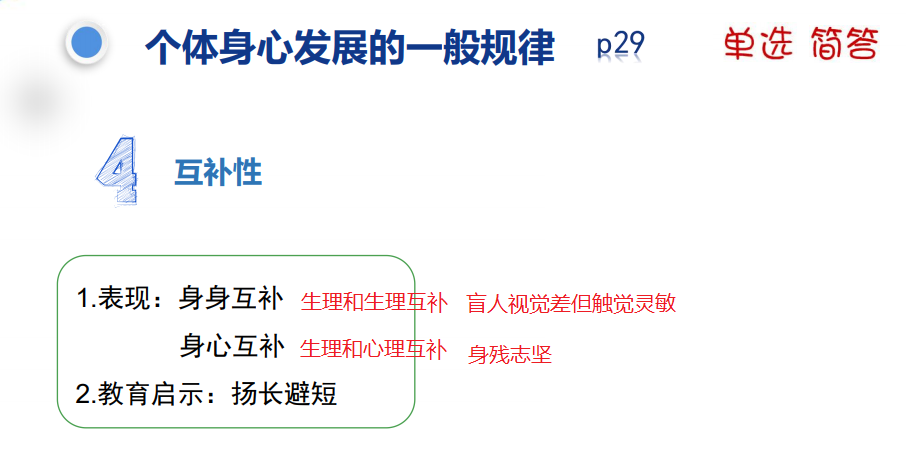 个体身心发展的一般规律 p29 单选 简答
4 互补性
1.表现：身身互补 生理和生理互补 盲人视觉差但触觉灵敏
身心互补 生理和心理互补 身残志坚
2.教育启示：扬长避短